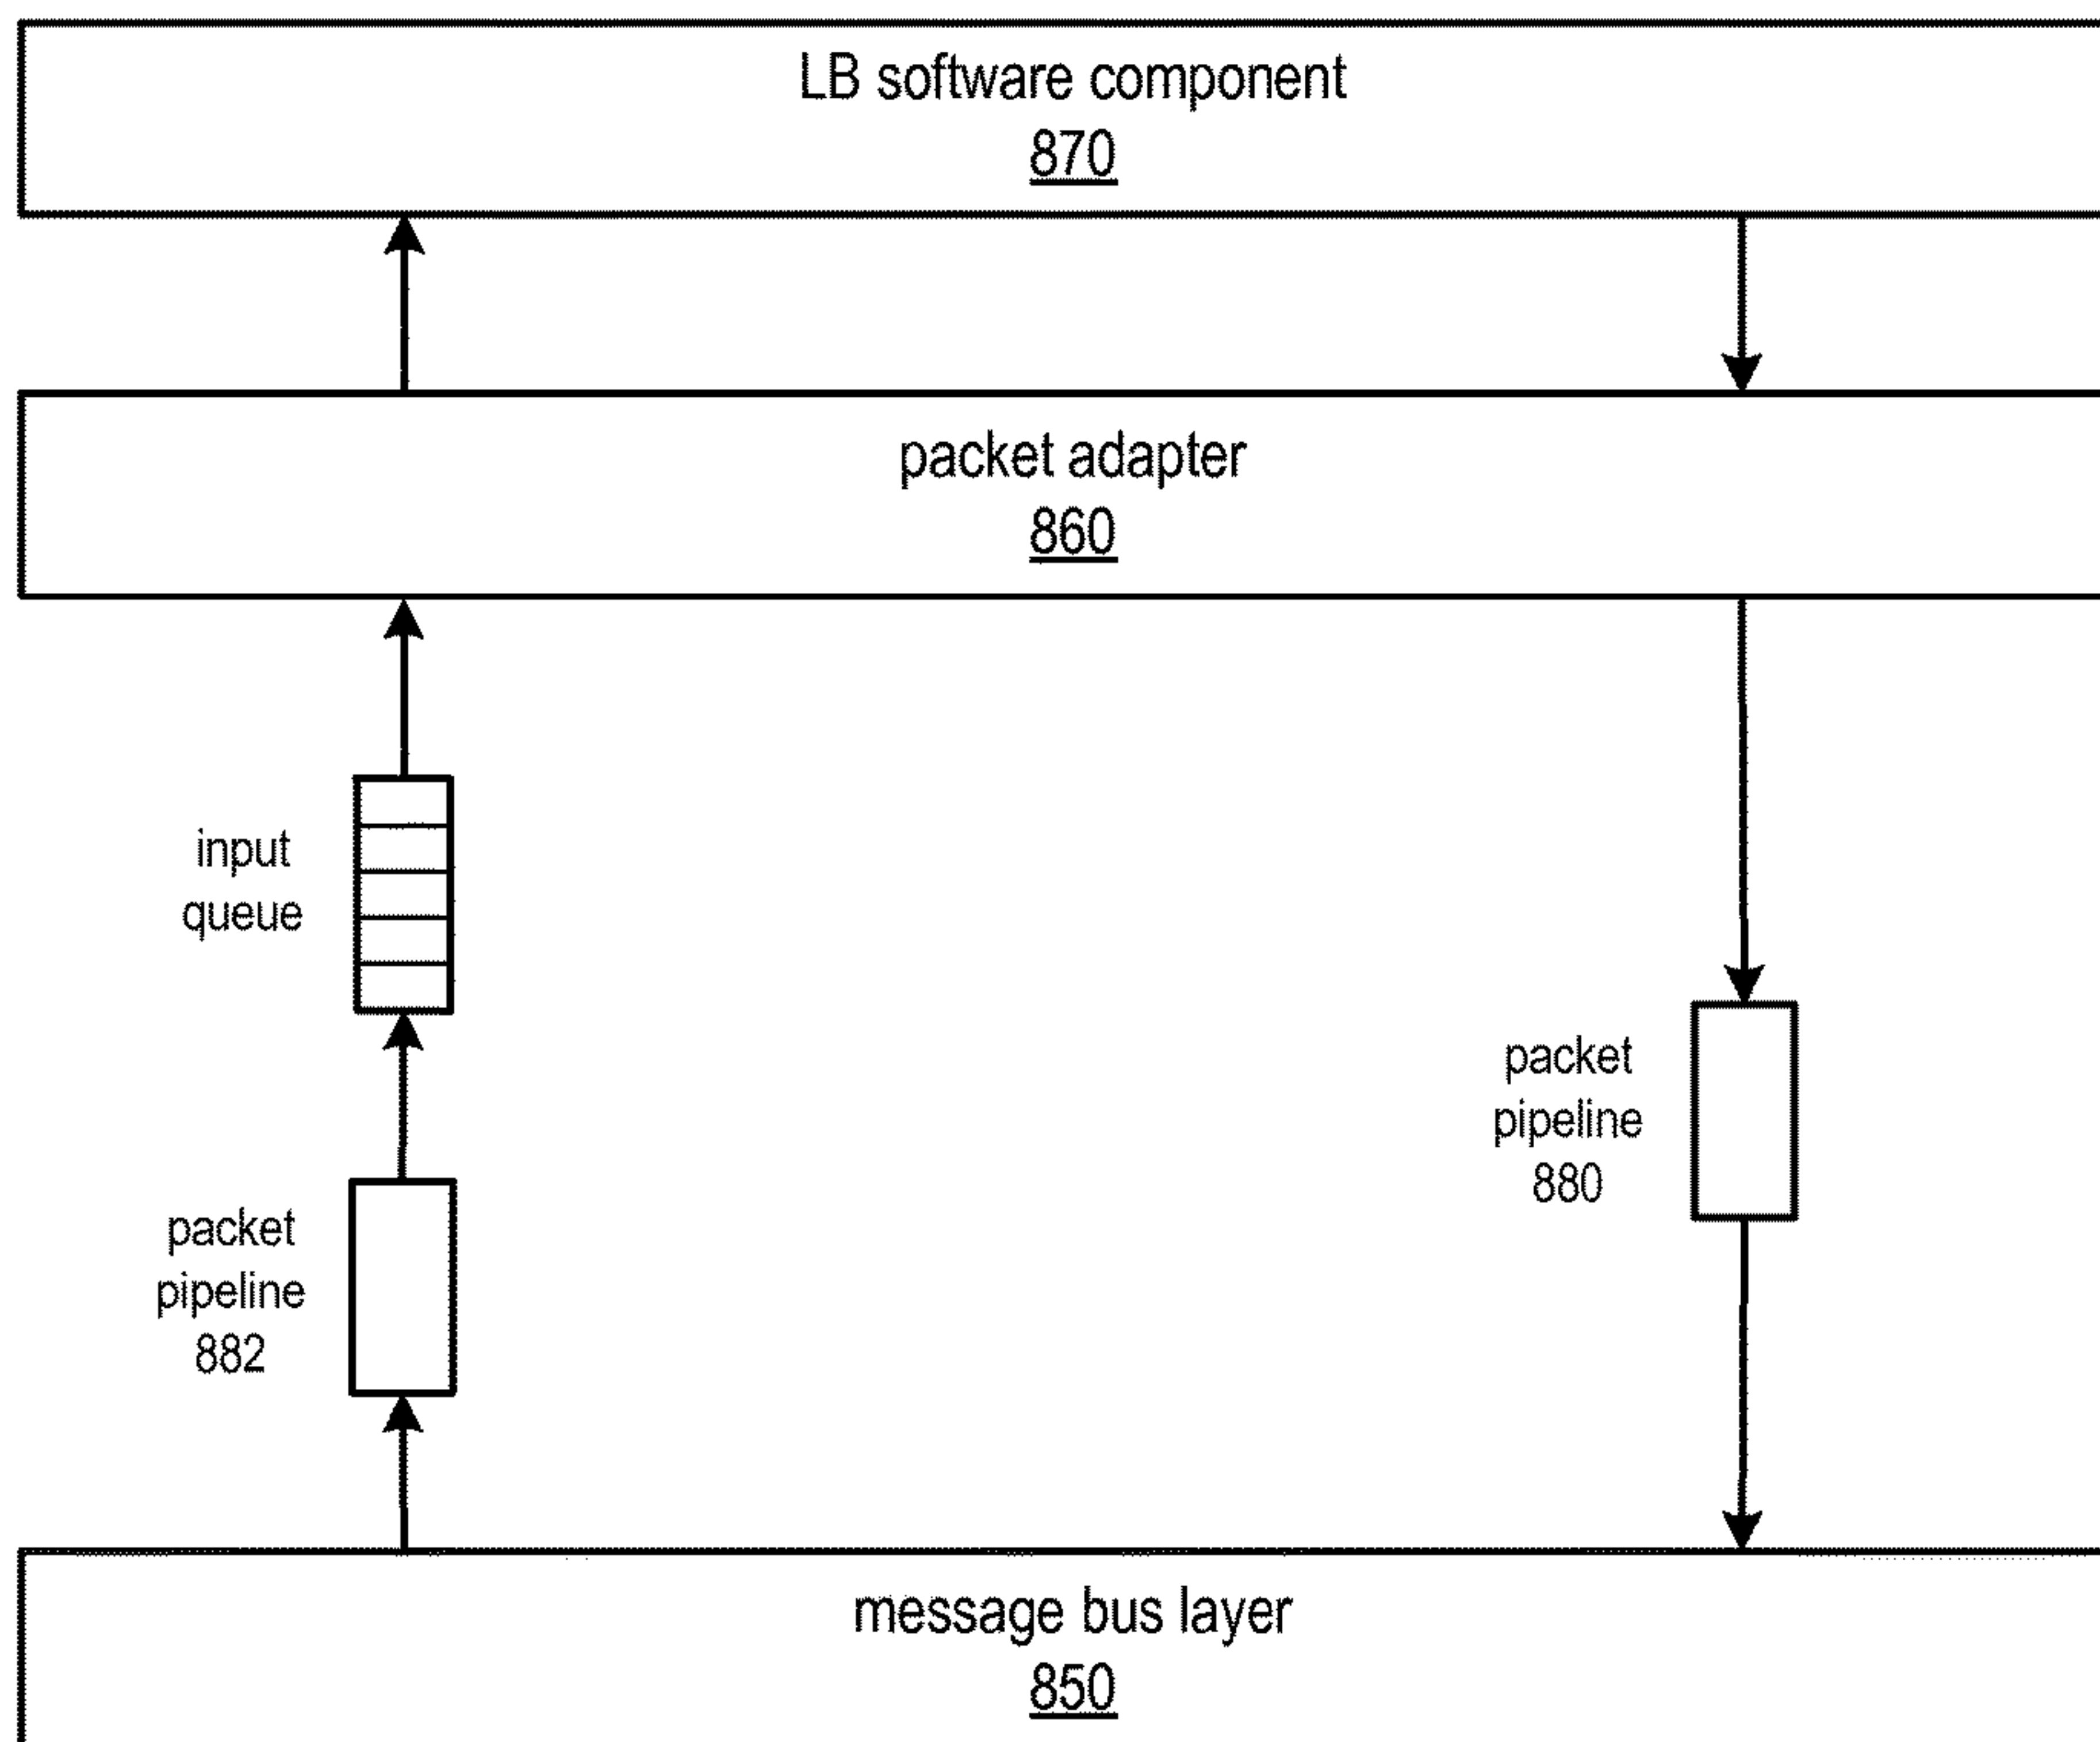 LB software component
870
packet adapter
860
input
queue
packet
pipeline
880
packet
pipeline
882
message bus layer
850